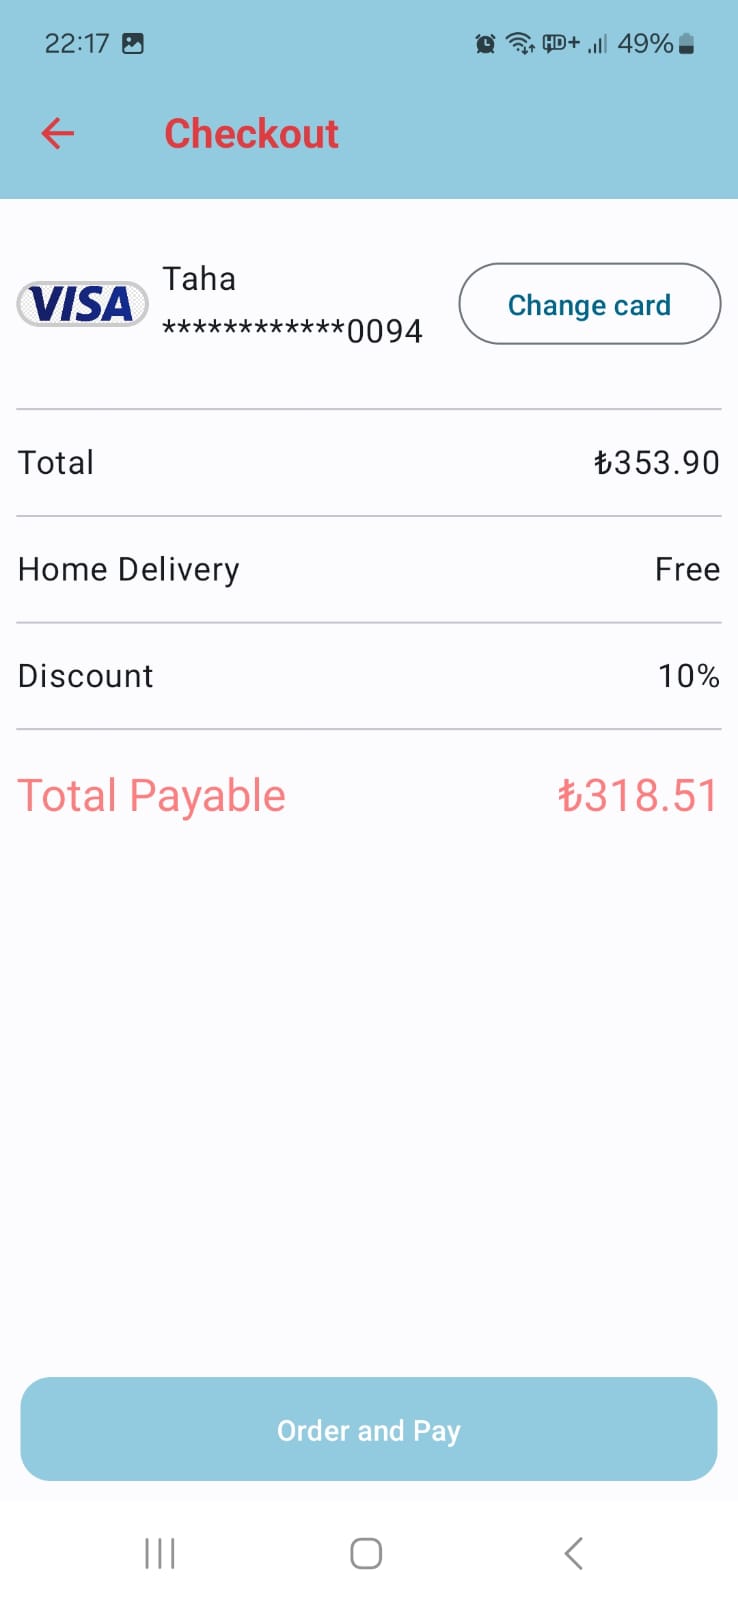 22:17 HD+ 49%
Checkout
VISA
Taha
************0094
Change card
Total ₺353.90
Home Delivery Free
Discount 10%
Total Payable ₺318.51
Order and Pay